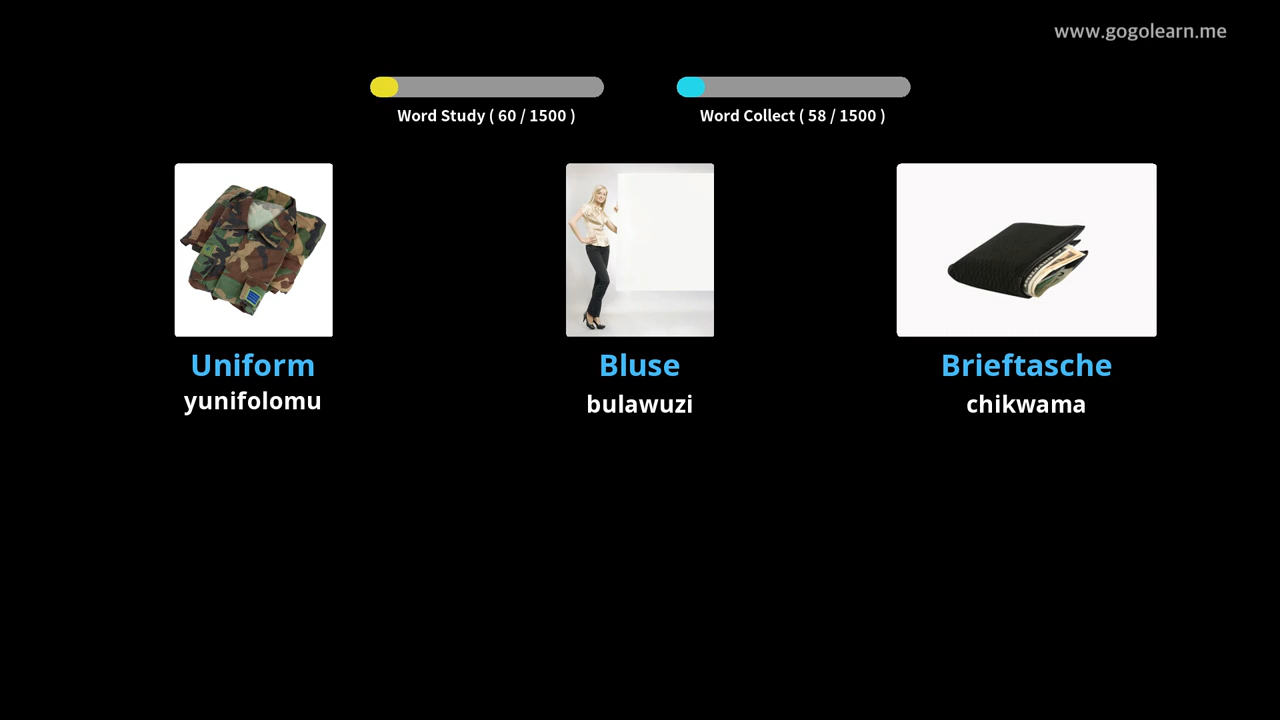 www.gogolearn.me
Word Study ( 60 / 1500 )
Word Collect ( 58 / 1500 )
Uniform
yunifolomu
Bluse
bulawuzi
Brieftasche
chikwama